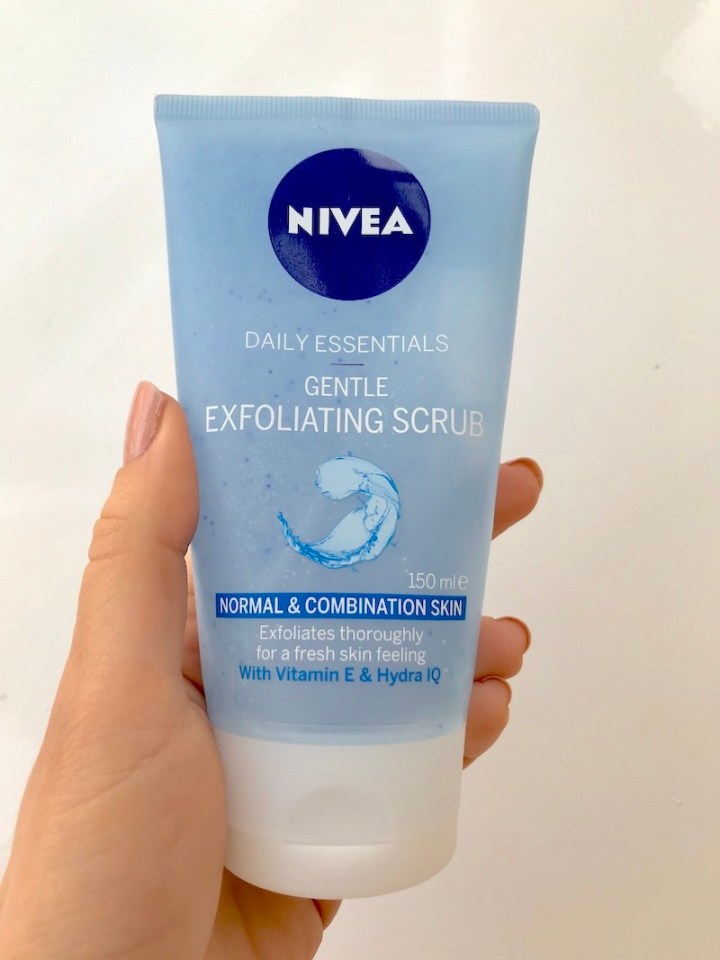 NIVEA
DAILY ESSENTIALS
GENTLE
EXFOLIATING SCRUB
150 ml e
NORMAL & COMBINATION SKIN
Exfoliates thoroughly
for a fresh skin feeling
With Vitamin E & Hydra IQ